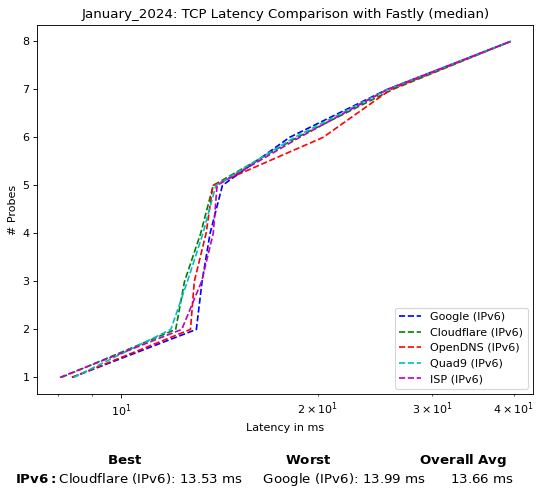 January_2024: TCP Latency Comparison with Fastly (median)
8
7
6
5
4
3
2
1
# Probes
Google (IPv6)
Cloudflare (IPv6)
OpenDNS (IPv6)
Quad9 (IPv6)
ISP (IPv6)
10¹ 2 × 10¹ 3 × 10¹ 4 × 10¹
Latency in ms
Best Worst Overall Avg
IPv6: Cloudflare (IPv6): 13.53 ms Google (IPv6): 13.99 ms 13.66 ms